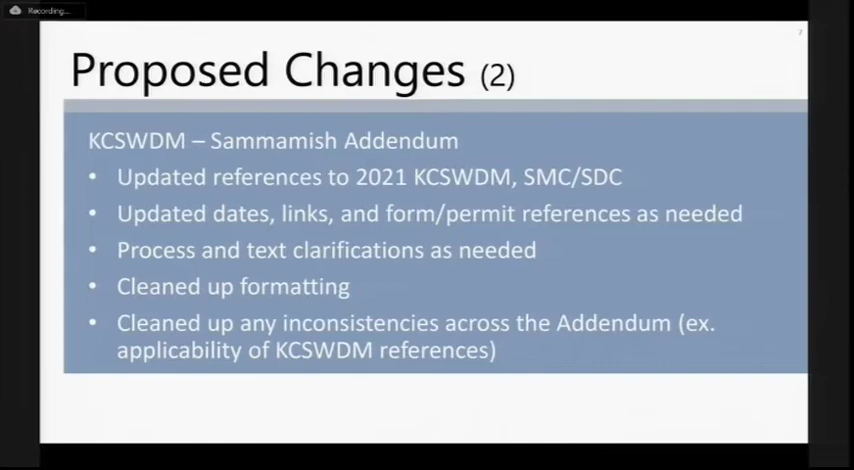 Recording...
7
Proposed Changes (2)
KCSWDM – Sammamish Addendum
• Updated references to 2021 KCSWDM, SMC/SDC
• Updated dates, links, and form/permit references as needed
• Process and text clarifications as needed
• Cleaned up formatting
• Cleaned up any inconsistencies across the Addendum (ex.
applicability of KCSWDM references)